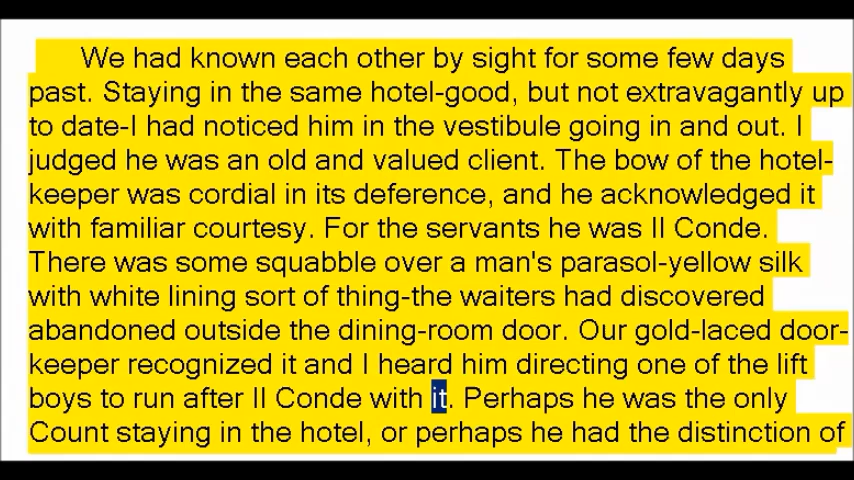 We had known each other by sight for some few days
past. Staying in the same hotel-good, but not extravagantly up
to date-I had noticed him in the vestibule going in and out. I
judged he was an old and valued client. The bow of the hotel-
keeper was cordial in its deference, and he acknowledged it
with familiar courtesy. For the servants he was Il Conde.
There was some squabble over a man's parasol-yellow silk
with white lining sort of thing-the waiters had discovered
abandoned outside the dining-room door. Our gold-laced door-
keeper recognized it and I heard him directing one of the lift
boys to run after Il Conde with it. Perhaps he was the only
Count staying in the hotel, or perhaps he had the distinction of